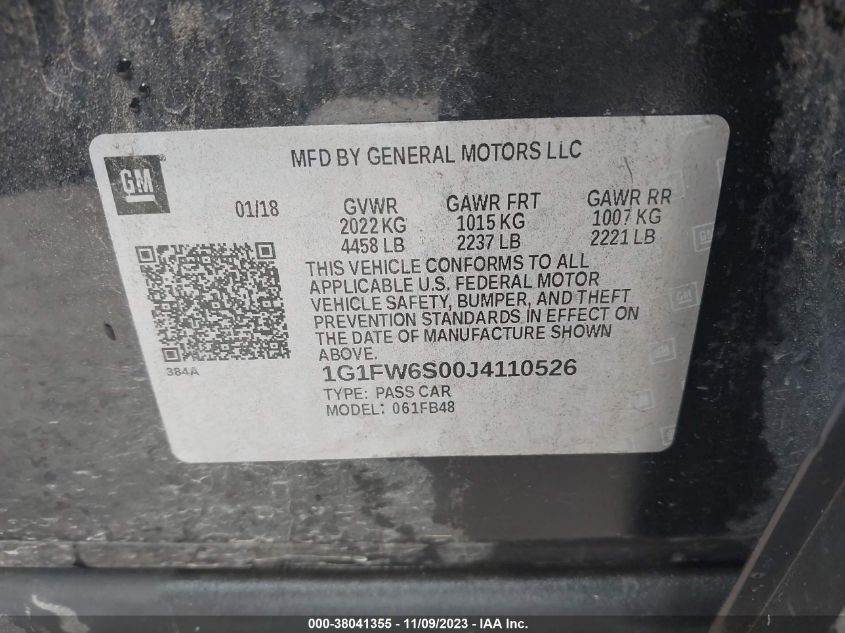 MFD BY GENERAL MOTORS LLC
GM
01/18 GVWR GAWR FRT GAWR RR
2022 KG 1015 KG 1007 KG
4458 LB 2237 LB 2221 LB
THIS VEHICLE CONFORMS TO ALL
APPLICABLE U.S. FEDERAL MOTOR
VEHICLE SAFETY, BUMPER, AND THEFT
PREVENTION STANDARDS IN EFFECT ON
THE DATE OF MANUFACTURE SHOWN
ABOVE.
384A
1G1FW6S00J4110526
TYPE: PASS CAR
MODEL: 061FB48
000-38041355 - 11/09/2023 - IAA Inc.